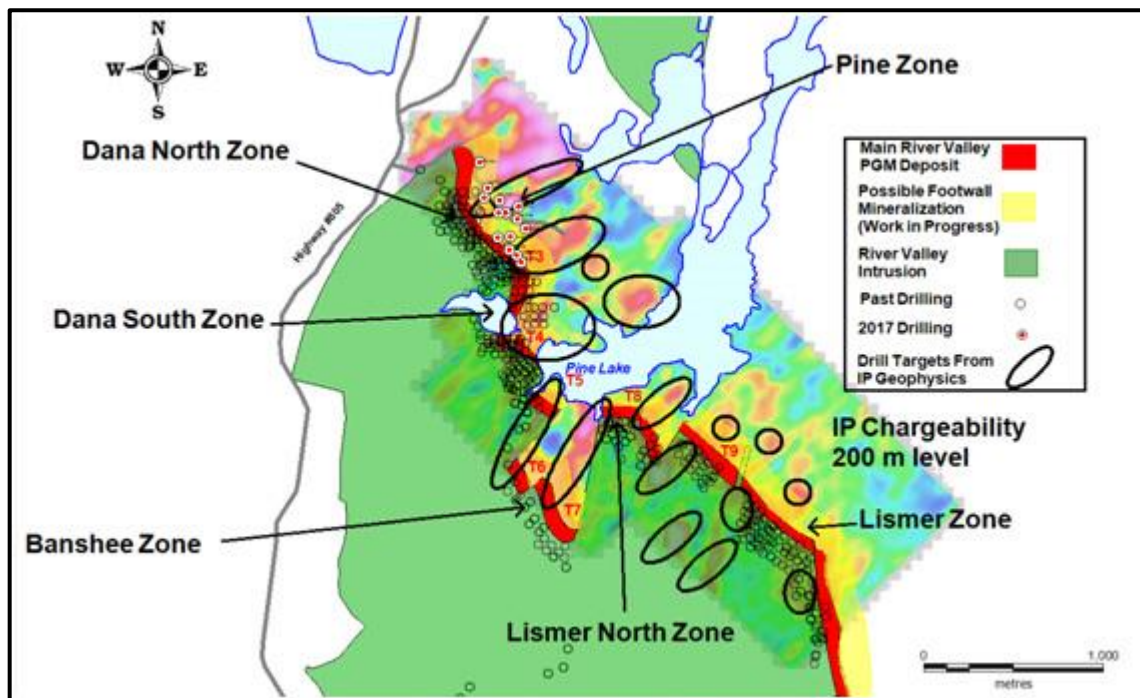 N
W E
S
Pine Zone
Dana North Zone
Highway #805
Main River Valley
PGM Deposit
Possible Footwall
Mineralization
(Work in Progress)
River Valley
Intrusion
Past Drilling
2017 Drilling
Drill Targets From
IP Geophysics
T3
Dana South Zone
T4
Pine Lake
T5
T8
IP Chargeability
200 m level
T9
T6
T7
Lismer Zone
Banshee Zone
Lismer North Zone
0 1,000
metres